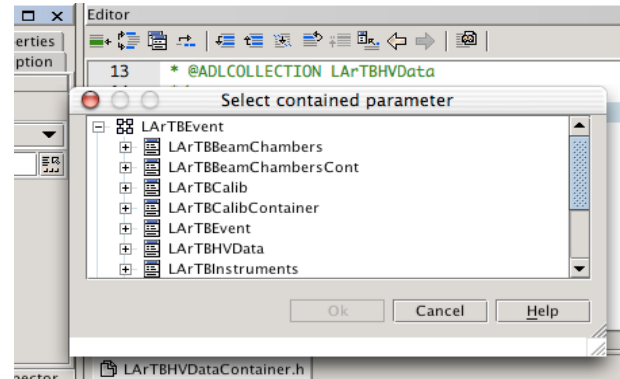 Editor
erties
ption
13 * @ADLCOLLECTION LArTBHVData
Select contained parameter
LArTBEvent
LArTBBeamChambers
LArTBBeamChambersCont
LArTBCalib
LArTBCalibContainer
LArTBEvent
LArTBHVData
LArTBInstruments
Ok Cancel Help
LArTBHVDataContainer.h